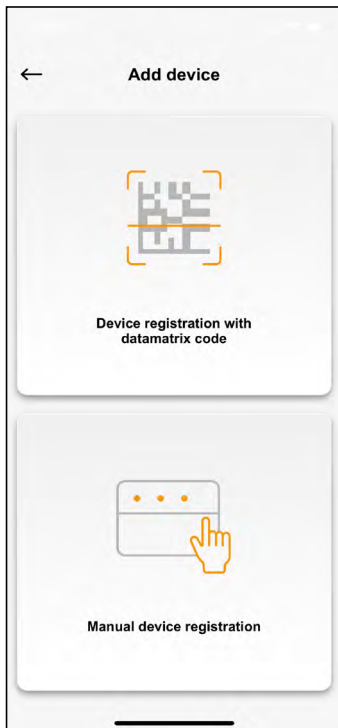 Add device
Device registration with
datamatrix code
Manual device registration